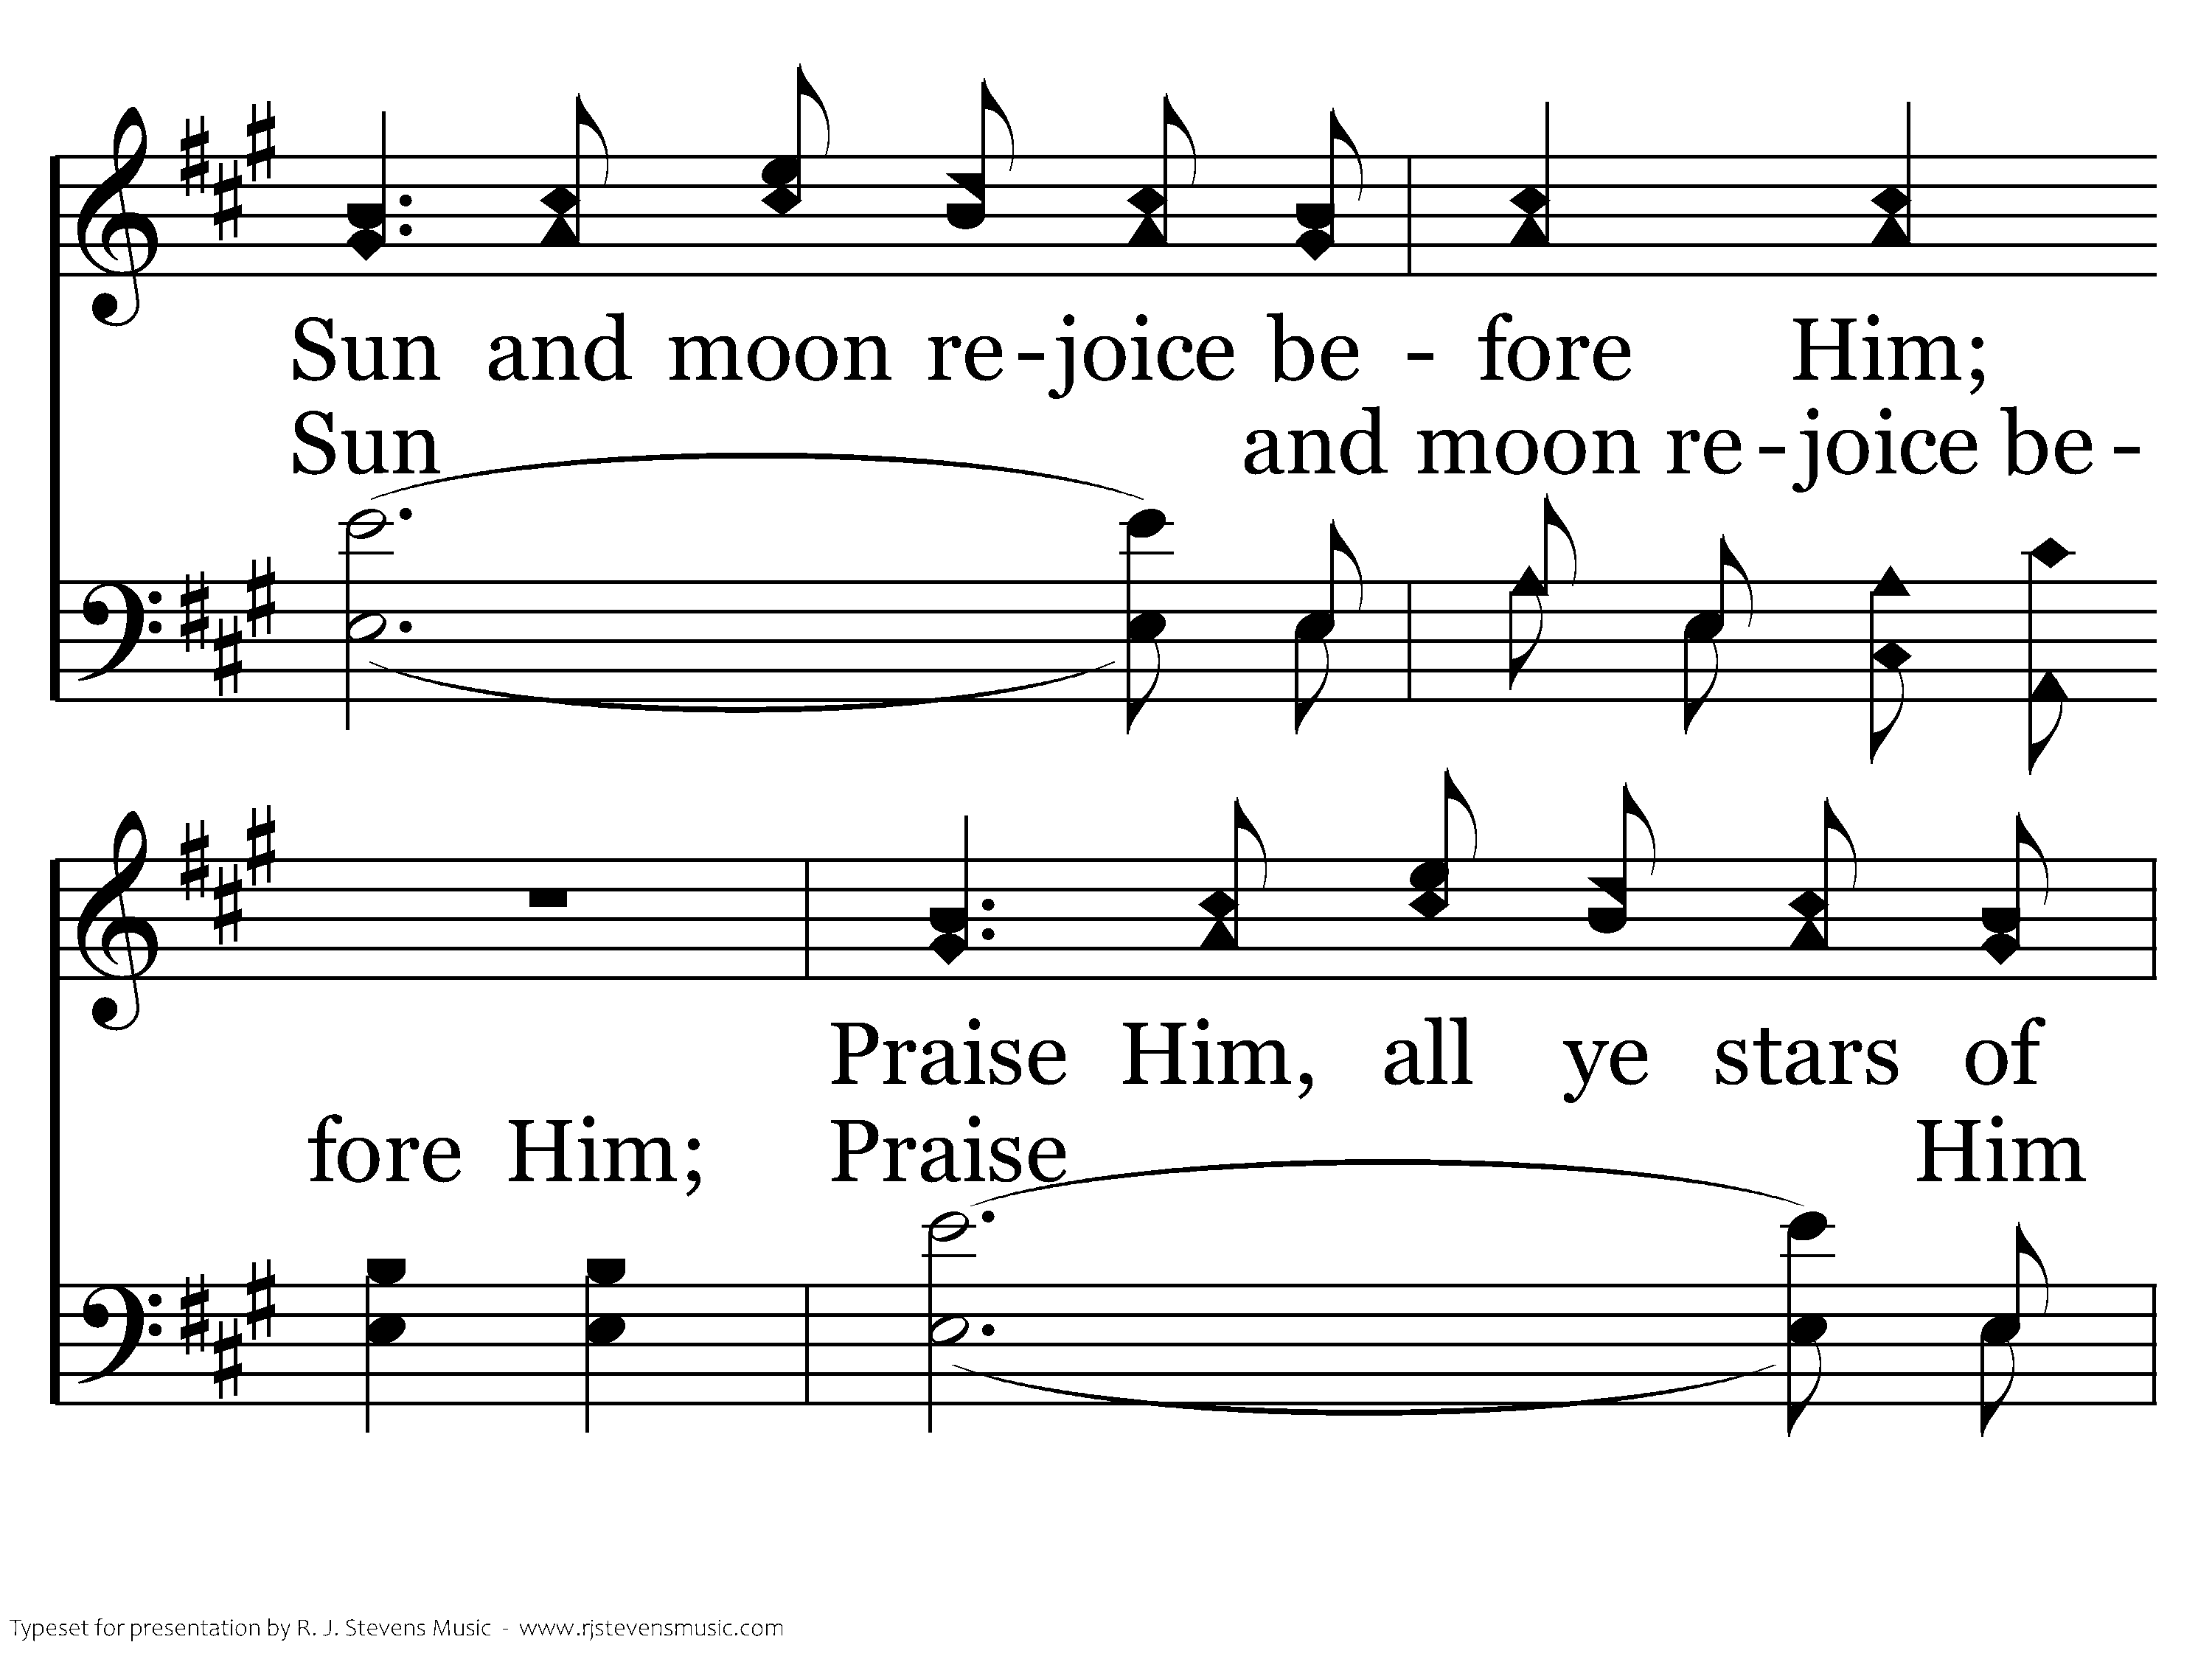 Sun and moon re-joice be - fore Him;
Sun and moon re-joice be-
Praise Him, all ye stars of
fore Him; Praise Him
Typeset for presentation by R. J. Stevens Music - www.rjstevensmusic.com